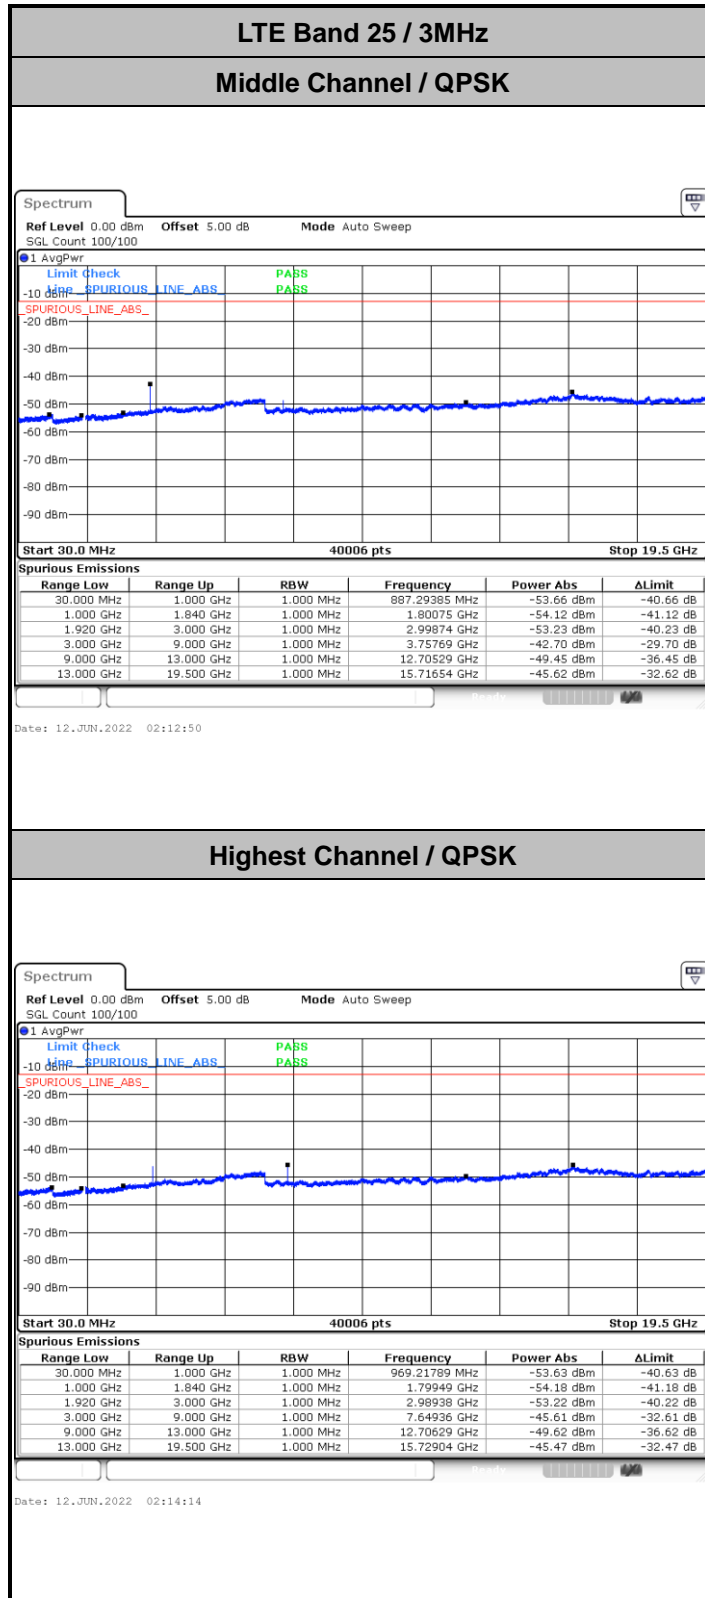 LTE Band 25 / 3MHz
Middle Channel / QPSK
Spectrum
Ref Level 0.00 dBm Offset 5.00 dB Mode Auto Sweep
SGL Count 100/100
1 AvgPwr
Limit Check PASS
Line _SPURIOUS_LINE_ABS_ PASS
-10 dBm
_SPURIOUS_LINE_ABS_
-20 dBm
-30 dBm
-40 dBm
-50 dBm
-60 dBm
-70 dBm
-80 dBm
-90 dBm
Start 30.0 MHz 40006 pts Stop 19.5 GHz
Spurious Emissions
Range Low Range Up RBW Frequency Power Abs ΔLimit
30.000 MHz 1.000 GHz 1.000 MHz 887.29385 MHz -53.66 dBm -40.66 dB
1.000 GHz 1.840 GHz 1.000 MHz 1.80075 GHz -54.12 dBm -41.12 dB
1.920 GHz 3.000 GHz 1.000 MHz 2.99874 GHz -53.23 dBm -40.23 dB
3.000 GHz 9.000 GHz 1.000 MHz 3.75769 GHz -42.70 dBm -29.70 dB
9.000 GHz 13.000 GHz 1.000 MHz 12.70529 GHz -49.45 dBm -36.45 dB
13.000 GHz 19.500 GHz 1.000 MHz 15.71654 GHz -45.62 dBm -32.62 dB
Ready
Date: 12.JUN.2022 02:12:50
Highest Channel / QPSK
Spectrum
Ref Level 0.00 dBm Offset 5.00 dB Mode Auto Sweep
SGL Count 100/100
1 AvgPwr
Limit Check PASS
Line _SPURIOUS_LINE_ABS_ PASS
-10 dBm
_SPURIOUS_LINE_ABS_
-20 dBm
-30 dBm
-40 dBm
-50 dBm
-60 dBm
-70 dBm
-80 dBm
-90 dBm
Start 30.0 MHz 40006 pts Stop 19.5 GHz
Spurious Emissions
Range Low Range Up RBW Frequency Power Abs ΔLimit
30.000 MHz 1.000 GHz 1.000 MHz 969.21789 MHz -53.63 dBm -40.63 dB
1.000 GHz 1.840 GHz 1.000 MHz 1.79949 GHz -54.18 dBm -41.18 dB
1.920 GHz 3.000 GHz 1.000 MHz 2.98938 GHz -53.22 dBm -40.22 dB
3.000 GHz 9.000 GHz 1.000 MHz 7.64936 GHz -45.61 dBm -32.61 dB
9.000 GHz 13.000 GHz 1.000 MHz 12.70629 GHz -49.62 dBm -36.62 dB
13.000 GHz 19.500 GHz 1.000 MHz 15.72904 GHz -45.47 dBm -32.47 dB
Ready
Date: 12.JUN.2022 02:14:14